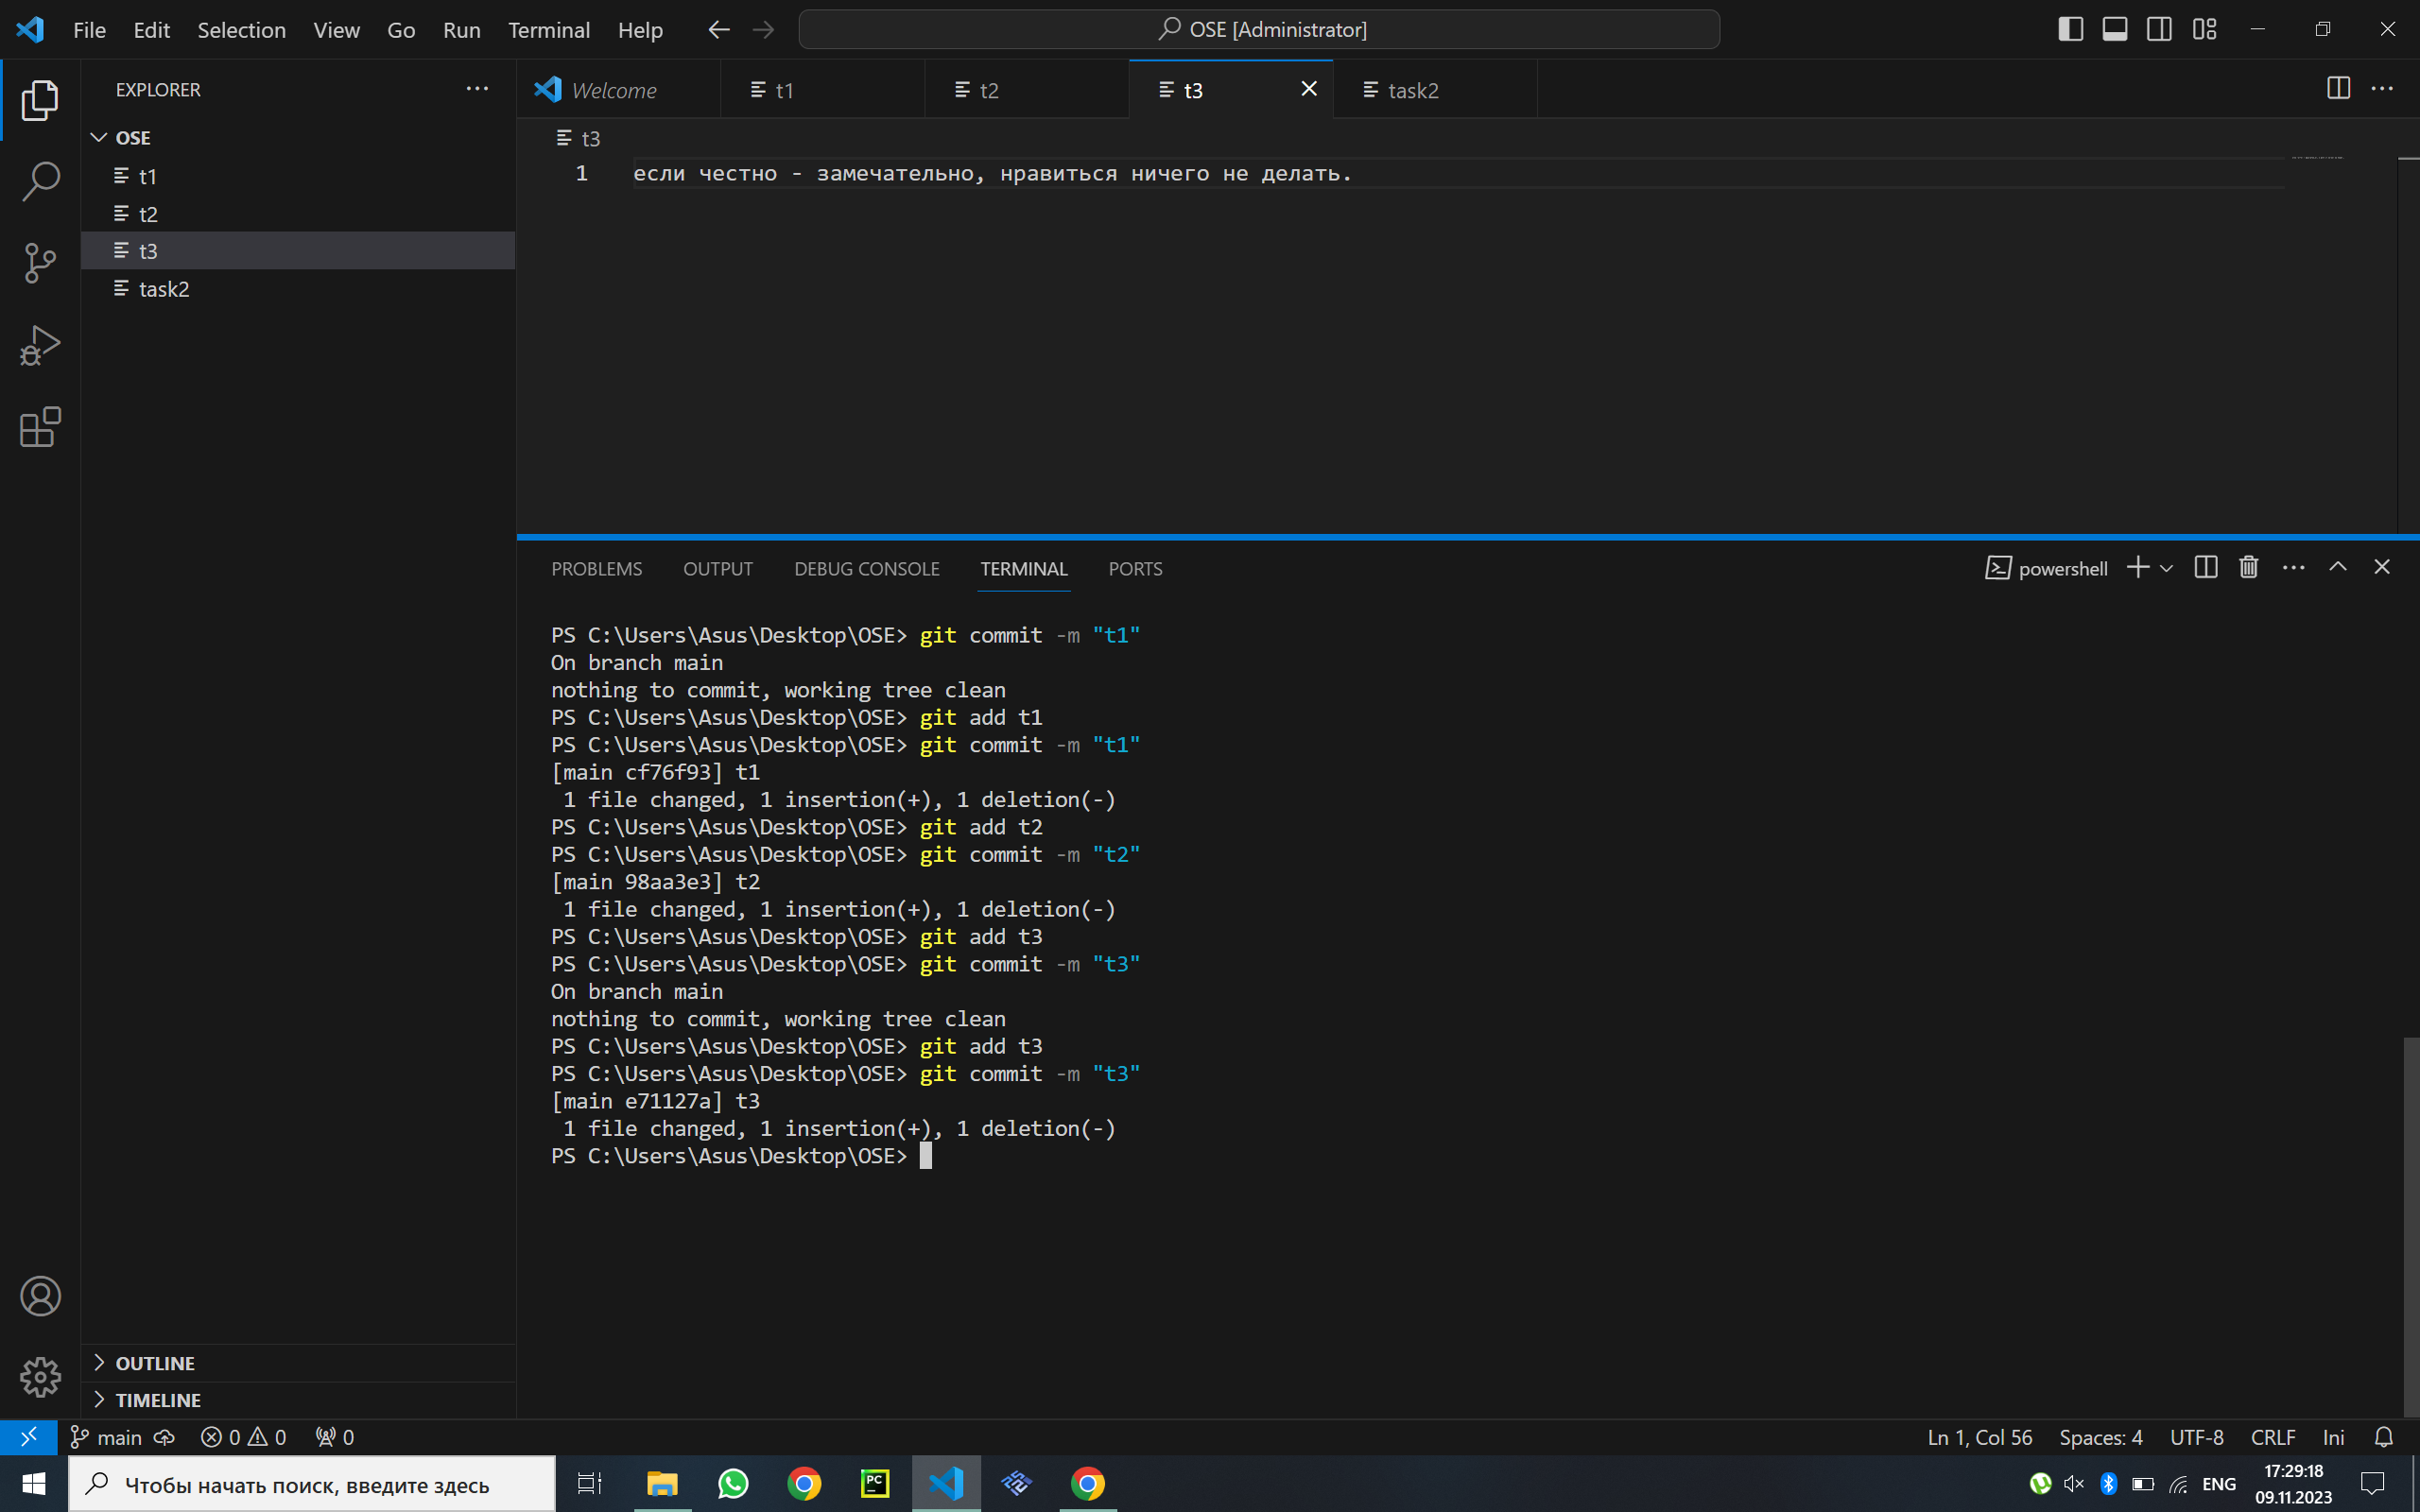 File Edit Selection View Go Run Terminal Help
OSE [Administrator]
EXPLORER
OSE
t1
t2
t3
task2
OUTLINE
TIMELINE
Welcome t1 t2 t3 task2
t3
1 если честно - замечательно, нравиться ничего не делать.
PROBLEMS OUTPUT DEBUG CONSOLE TERMINAL PORTS
powershell
PS C:\Users\Asus\Desktop\OSE> git commit -m "t1"
On branch main
nothing to commit, working tree clean
PS C:\Users\Asus\Desktop\OSE> git add t1
PS C:\Users\Asus\Desktop\OSE> git commit -m "t1"
[main cf76f93] t1
1 file changed, 1 insertion(+), 1 deletion(-)
PS C:\Users\Asus\Desktop\OSE> git add t2
PS C:\Users\Asus\Desktop\OSE> git commit -m "t2"
[main 98aa3e3] t2
1 file changed, 1 insertion(+), 1 deletion(-)
PS C:\Users\Asus\Desktop\OSE> git add t3
PS C:\Users\Asus\Desktop\OSE> git commit -m "t3"
On branch main
nothing to commit, working tree clean
PS C:\Users\Asus\Desktop\OSE> git add t3
PS C:\Users\Asus\Desktop\OSE> git commit -m "t3"
[main e71127a] t3
1 file changed, 1 insertion(+), 1 deletion(-)
PS C:\Users\Asus\Desktop\OSE>
main 0 0 0
Ln 1, Col 56 Spaces: 4 UTF-8 CRLF Ini
Чтобы начать поиск, введите здесь
PC
ENG
17:29:18
09.11.2023